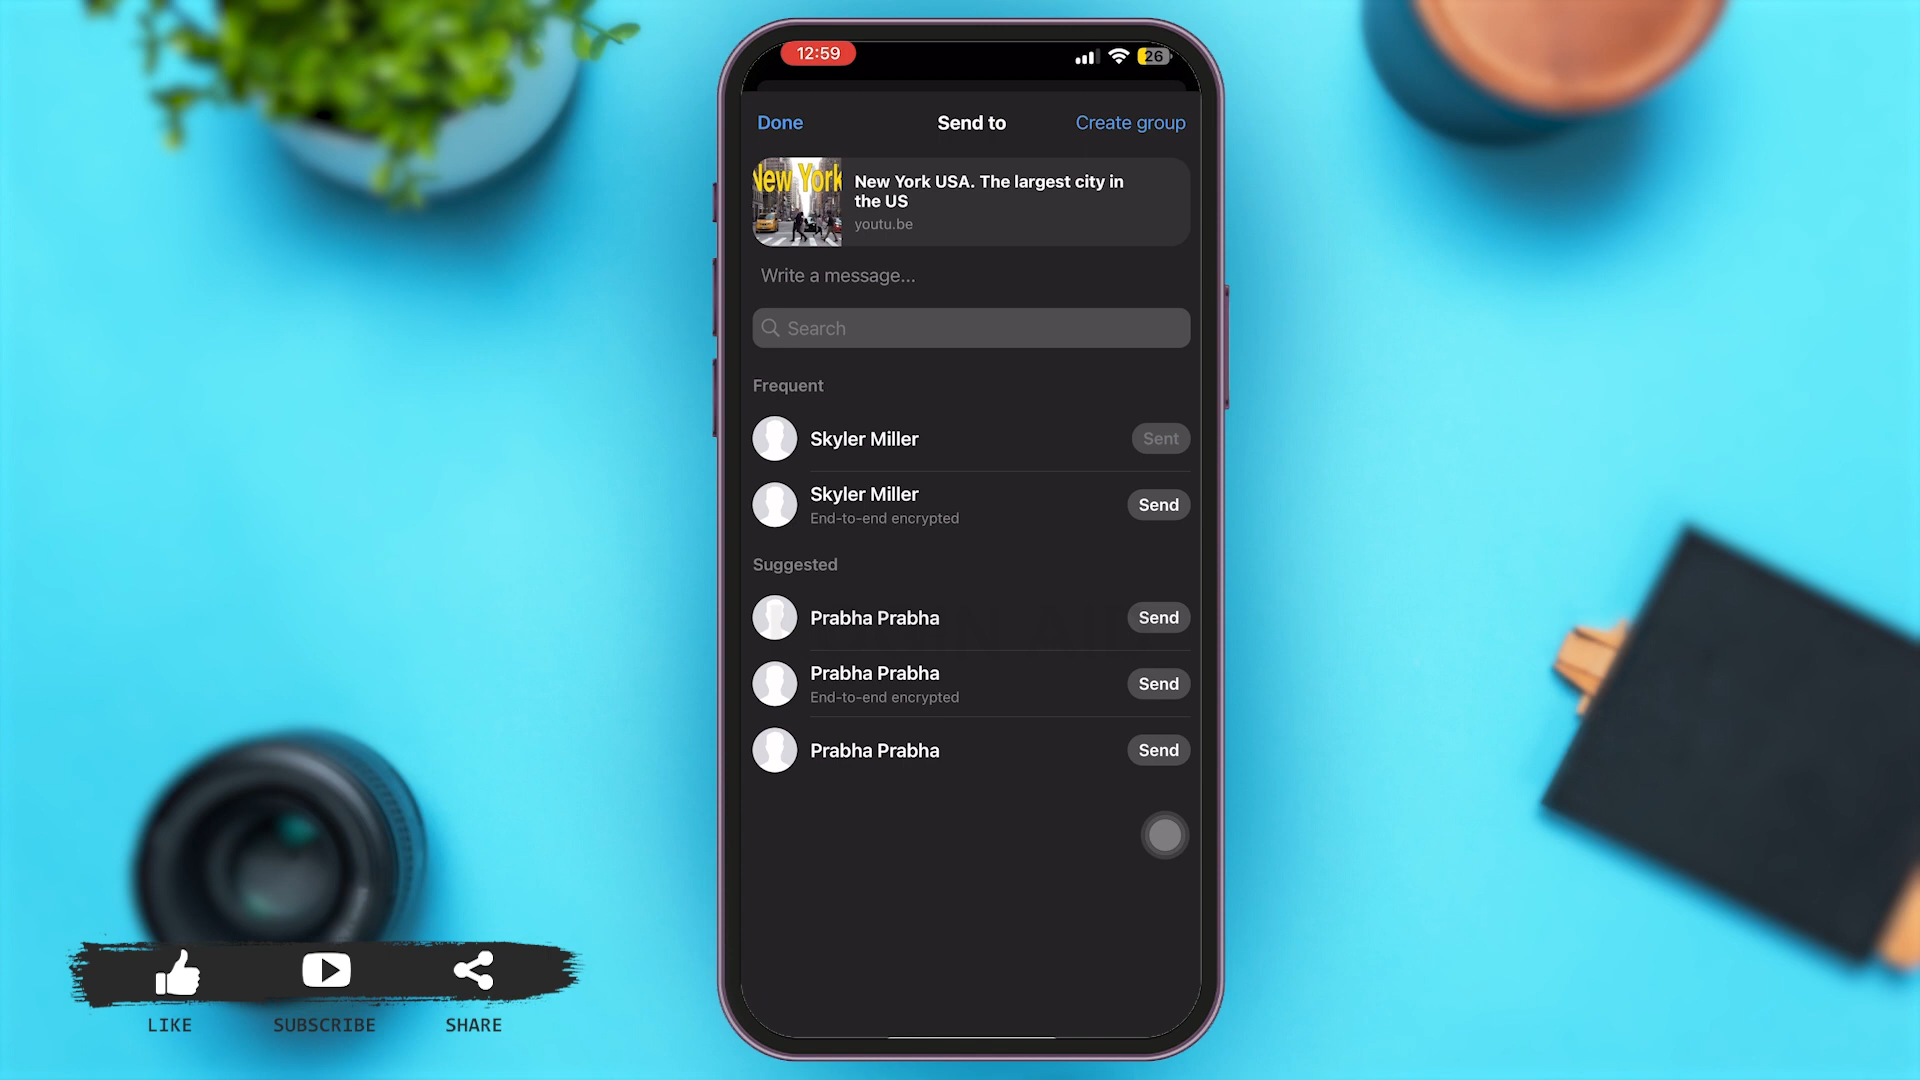 12:59
26
Done
Send to
Create group
New York
New York USA. The largest city in
the US
youtu.be
Write a message...
Search
Frequent
Skyler Miller
Sent
Skyler Miller
End-to-end encrypted
Send
Suggested
Prabha Prabha
Send
Prabha Prabha
End-to-end encrypted
Send
Prabha Prabha
Send
LIKE
SUBSCRIBE
SHARE